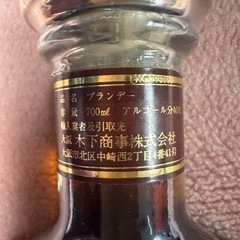 品名 ブランデー
容量 700ml アルコール分40
輸入業者及引取先
大阪 木下商事株式会社
大阪市北区中崎西2丁目4番41号